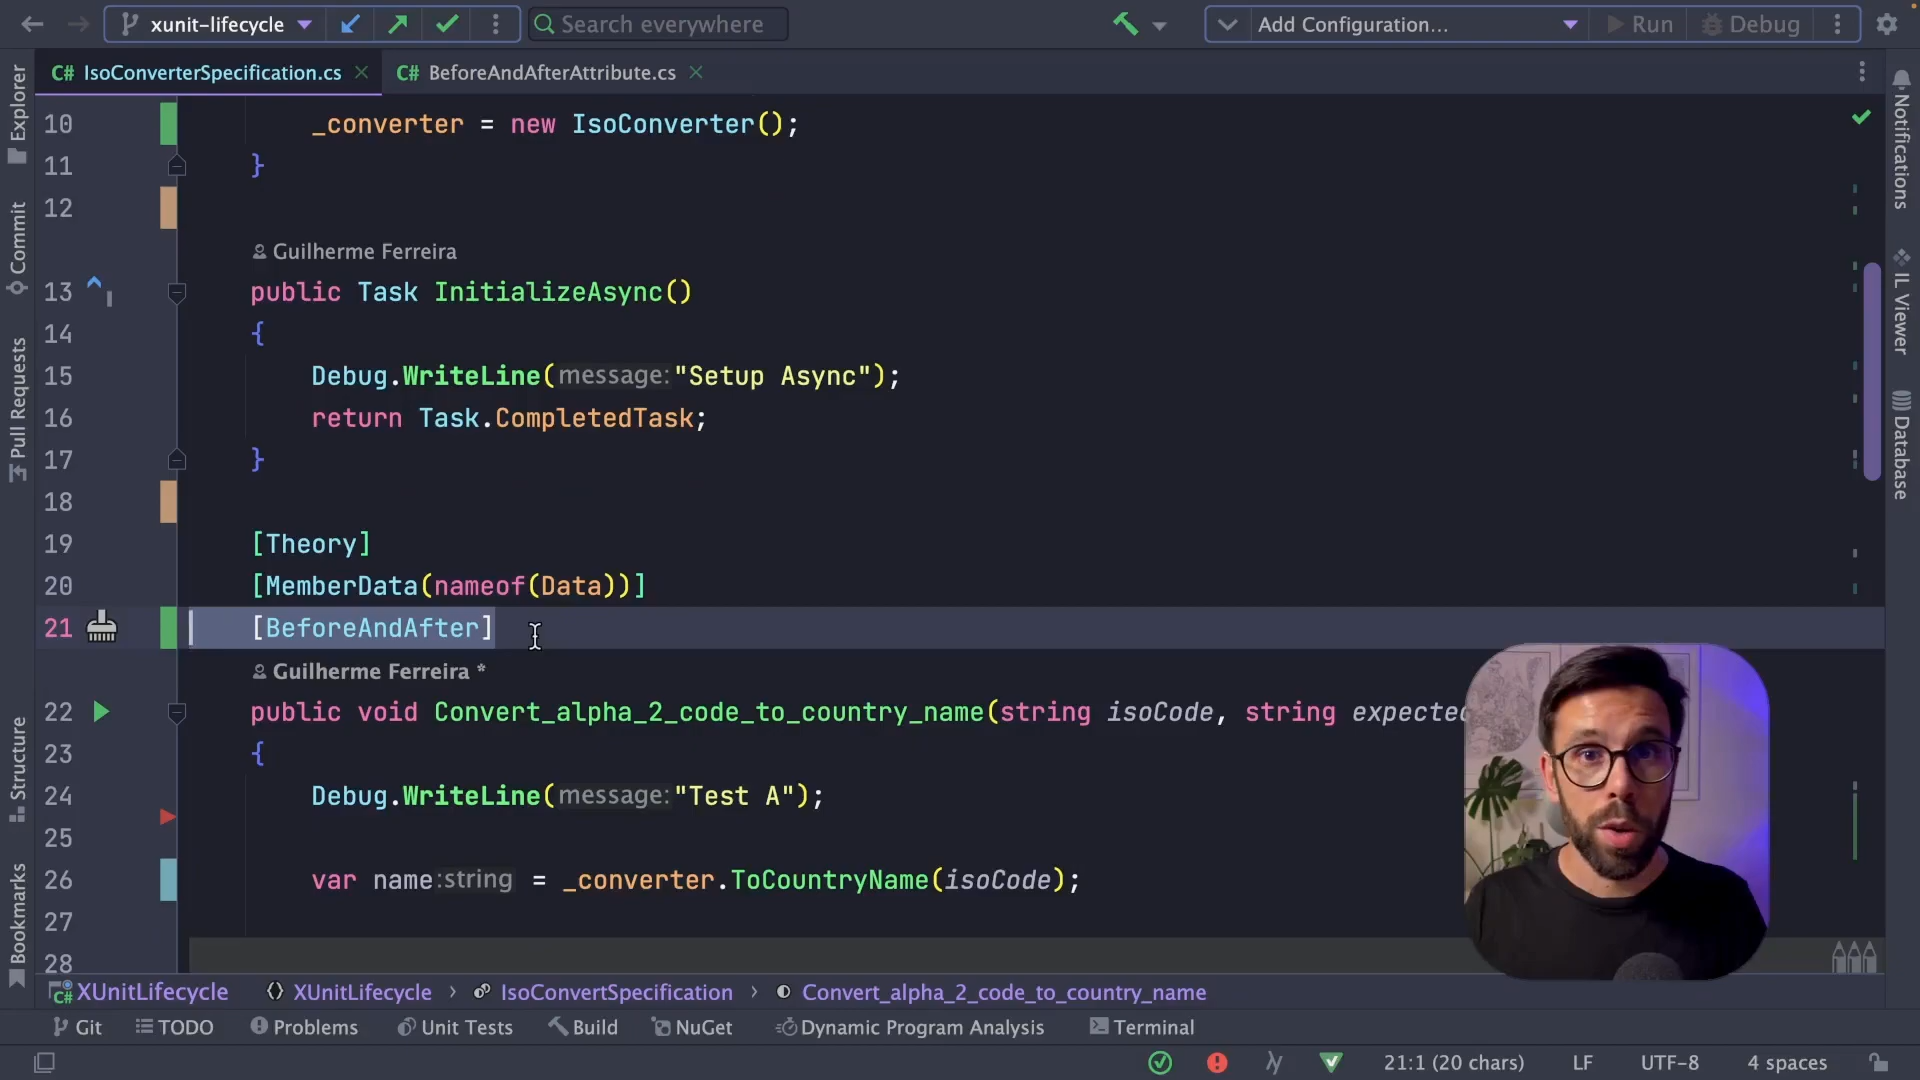 xunit-lifecycle
Search everywhere
Add Configuration...
Run
Debug
C# IsoConverterSpecification.cs
C# BeforeAndAfterAttribute.cs
Explorer
Commit
Pull Requests
Structure
Bookmarks
Notifications
IL Viewer
Database
10 _converter = new IsoConverter();
11 }
12
Guilherme Ferreira
13 public Task InitializeAsync()
14 {
15 Debug.WriteLine(message:"Setup Async");
16 return Task.CompletedTask;
17 }
18
19 [Theory]
20 [MemberData(nameof(Data))]
21 [BeforeAndAfter]
Guilherme Ferreira *
22 public void Convert_alpha_2_code_to_country_name(string isoCode, string expected
23 {
24 Debug.WriteLine(message:"Test A");
25
26 var name:string = _converter.ToCountryName(isoCode);
27
28
C# XUnitLifecycle
XUnitLifecycle › IsoConvertSpecification › Convert_alpha_2_code_to_country_name
Git TODO Problems Unit Tests Build NuGet Dynamic Program Analysis Terminal
21:1 (20 chars) LF UTF-8 4 spaces